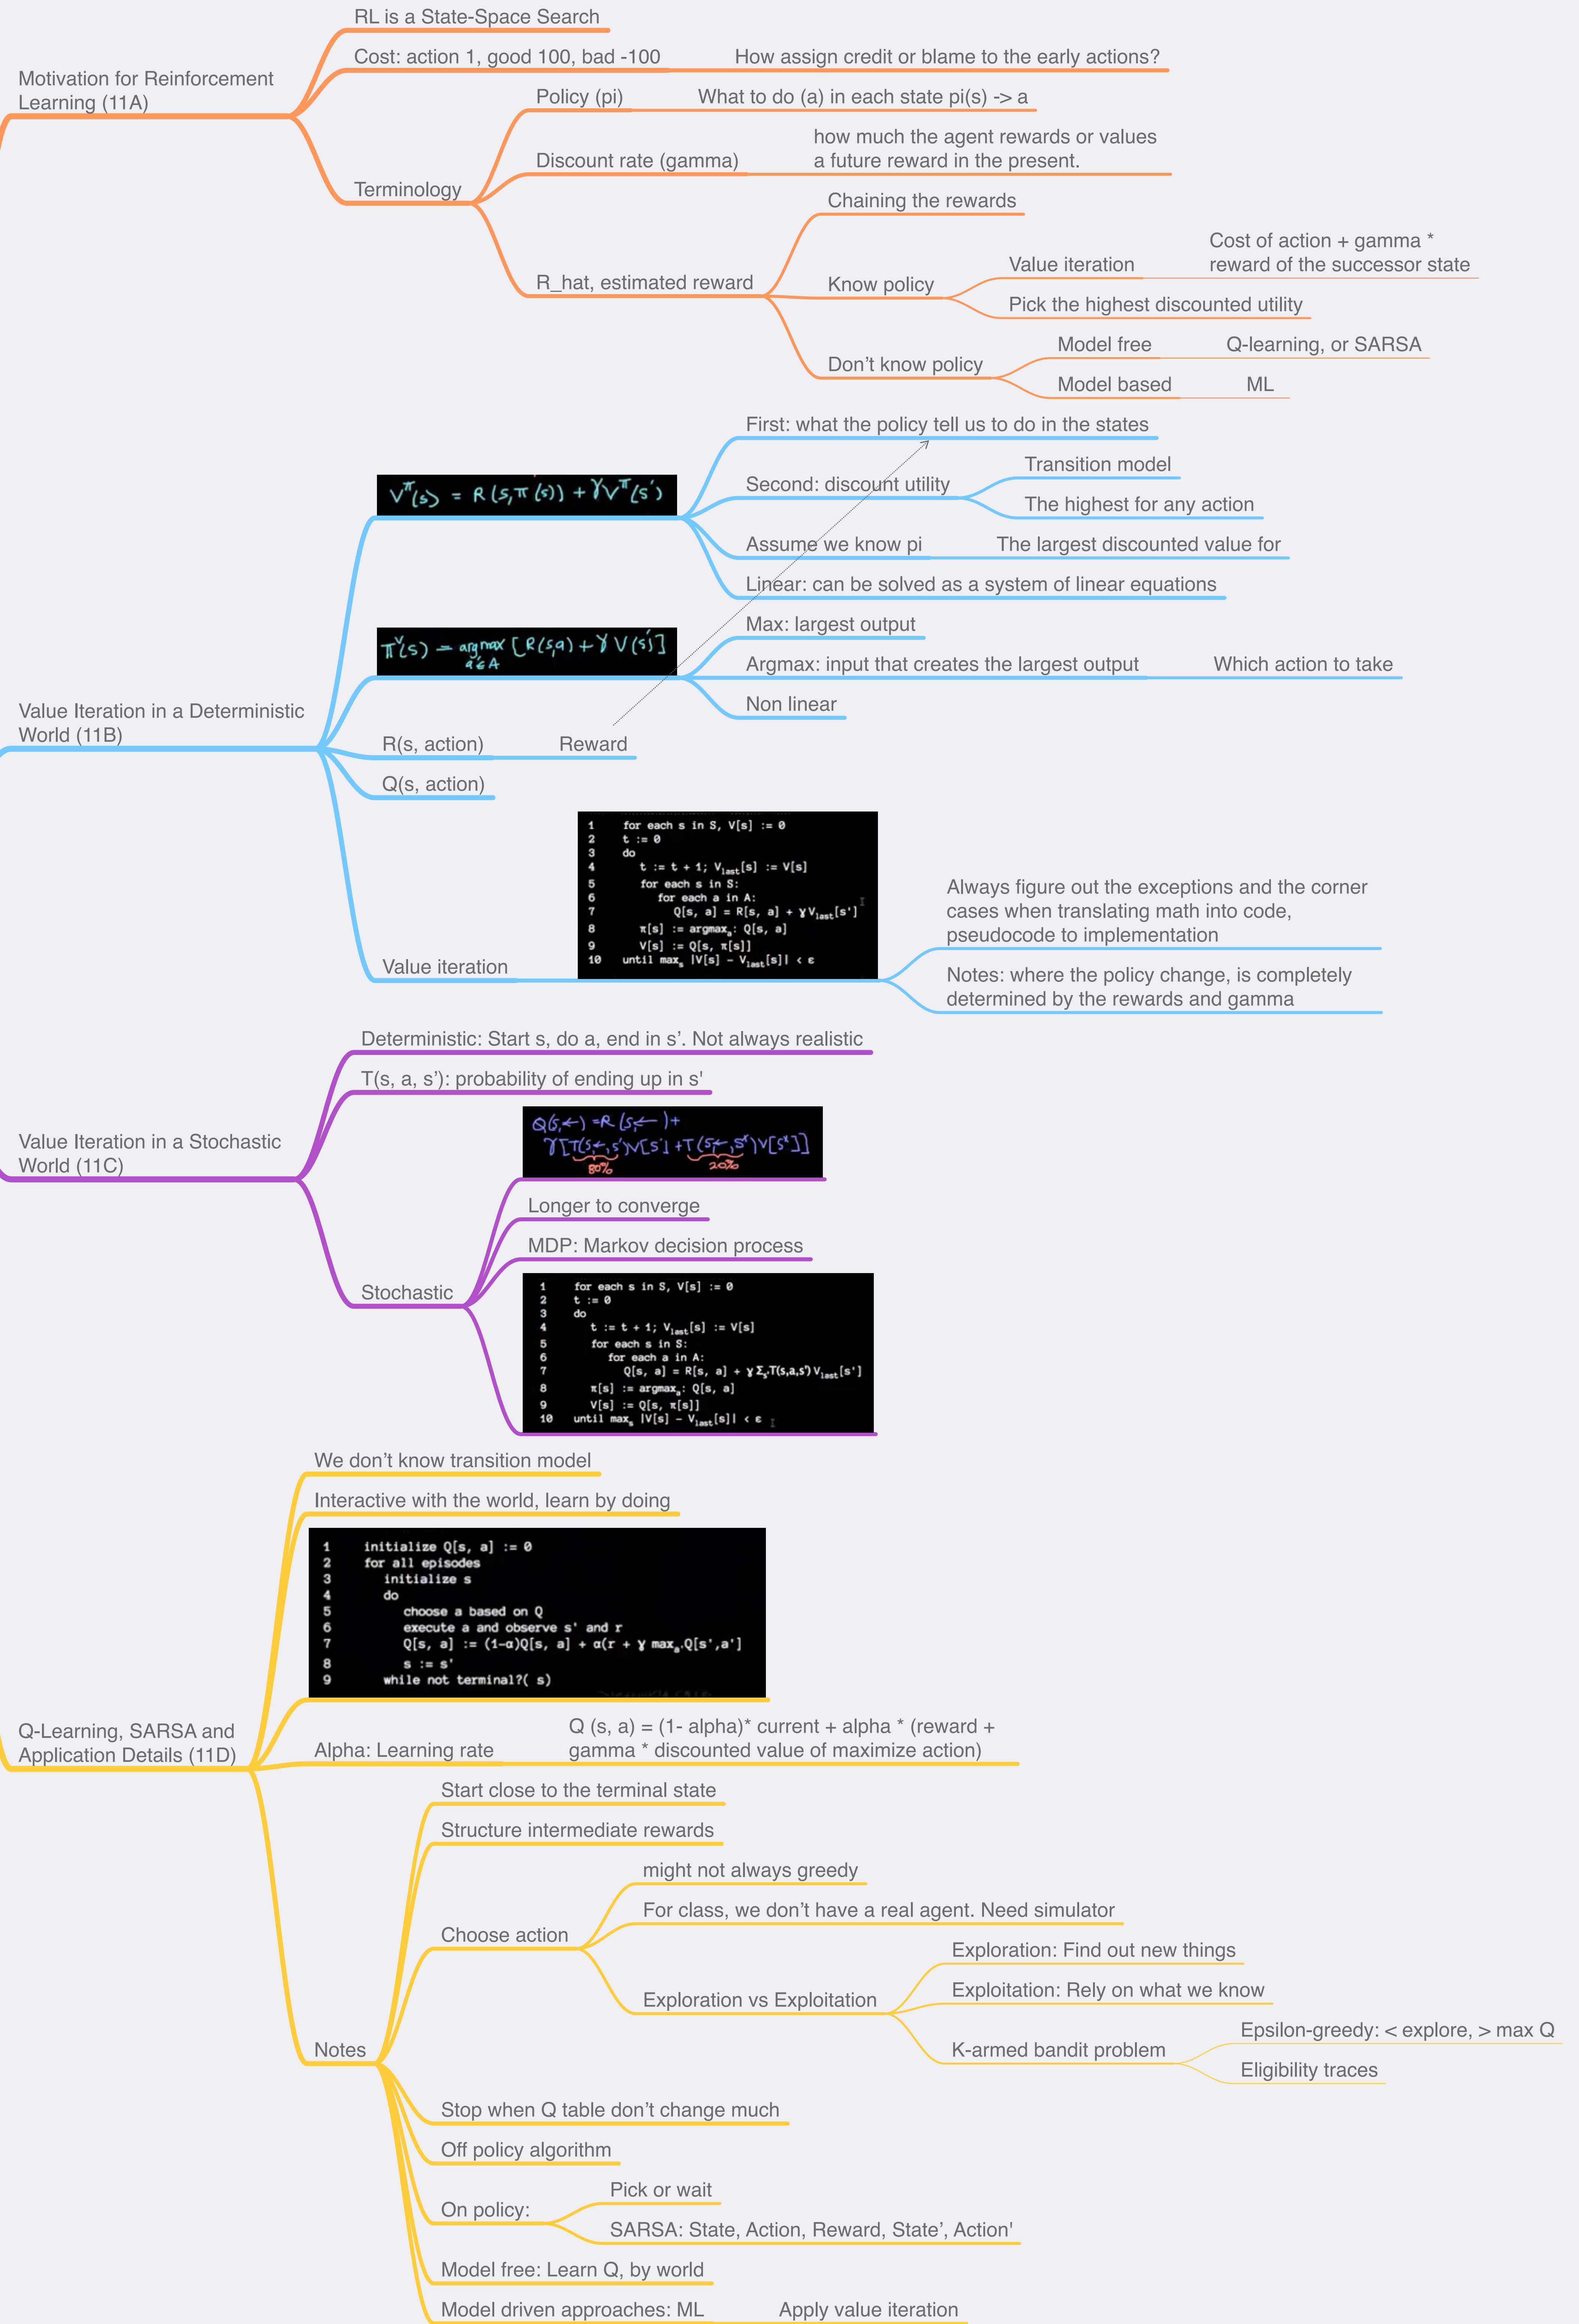 Motivation for Reinforcement
Learning (11A)
RL is a State-Space Search
Cost: action 1, good 100, bad -100
How assign credit or blame to the early actions?
Terminology
Policy (pi)
What to do (a) in each state pi(s) -> a
Discount rate (gamma)
how much the agent rewards or values
a future reward in the present.
R_hat, estimated reward
Chaining the rewards
Know policy
Value iteration
Cost of action + gamma *
reward of the successor state
Pick the highest discounted utility
Don’t know policy
Model free
Q-learning, or SARSA
Model based
ML
Value Iteration in a Deterministic
World (11B)
V^π(s) = R(s,π(s)) + γV^π(s')
First: what the policy tell us to do in the states
Second: discount utility
Transition model
The highest for any action
Assume we know pi
The largest discounted value for
Linear: can be solved as a system of linear equations
π^v(s) = argmax [R(s,a) + γ V(s')]
a'∈A
Max: largest output
Argmax: input that creates the largest output
Which action to take
Non linear
R(s, action)
Reward
Q(s, action)
Value iteration
1 for each s in S, V[s] := 0
2 t := 0
3 do
4 t := t + 1; V_last[s] := V[s]
5 for each s in S:
6 for each a in A:
7 Q[s, a] = R[s, a] + γV_last[s']
8 π[s] := argmax_a: Q[s, a]
9 V[s] := Q[s, π[s]]
10 until max_s |V[s] − V_last[s]| < ε
Always figure out the exceptions and the corner
cases when translating math into code,
pseudocode to implementation
Notes: where the policy change, is completely
determined by the rewards and gamma
Value Iteration in a Stochastic
World (11C)
Deterministic: Start s, do a, end in s’. Not always realistic
T(s, a, s’): probability of ending up in s'
Stochastic
Q(s,←) = R(s,←) +
γ[T(s,←,s')V[s'] + T(s,←,s*)V[s*]]
80% 20%
Longer to converge
MDP: Markov decision process
1 for each s in S, V[s] := 0
2 t := 0
3 do
4 t := t + 1; V_last[s] := V[s]
5 for each s in S:
6 for each a in A:
7 Q[s, a] = R[s, a] + γ Σ_s'T(s,a,s')V_last[s']
8 π[s] := argmax_a: Q[s, a]
9 V[s] := Q[s, π[s]]
10 until max_s |V[s] − V_last[s]| < ε
Q-Learning, SARSA and
Application Details (11D)
We don’t know transition model
Interactive with the world, learn by doing
1 initialize Q[s, a] := 0
2 for all episodes
3 initialize s
4 do
5 choose a based on Q
6 execute a and observe s' and r
7 Q[s, a] := (1-α)Q[s, a] + α(r + γ max_a'Q[s',a']
8 s := s'
9 while not terminal?( s)
Alpha: Learning rate
Q (s, a) = (1- alpha)* current + alpha * (reward +
gamma * discounted value of maximize action)
Notes
Start close to the terminal state
Structure intermediate rewards
Choose action
might not always greedy
For class, we don’t have a real agent. Need simulator
Exploration vs Exploitation
Exploration: Find out new things
Exploitation: Rely on what we know
K-armed bandit problem
Epsilon-greedy: < explore, > max Q
Eligibility traces
Stop when Q table don’t change much
Off policy algorithm
On policy:
Pick or wait
SARSA: State, Action, Reward, State’, Action'
Model free: Learn Q, by world
Model driven approaches: ML
Apply value iteration